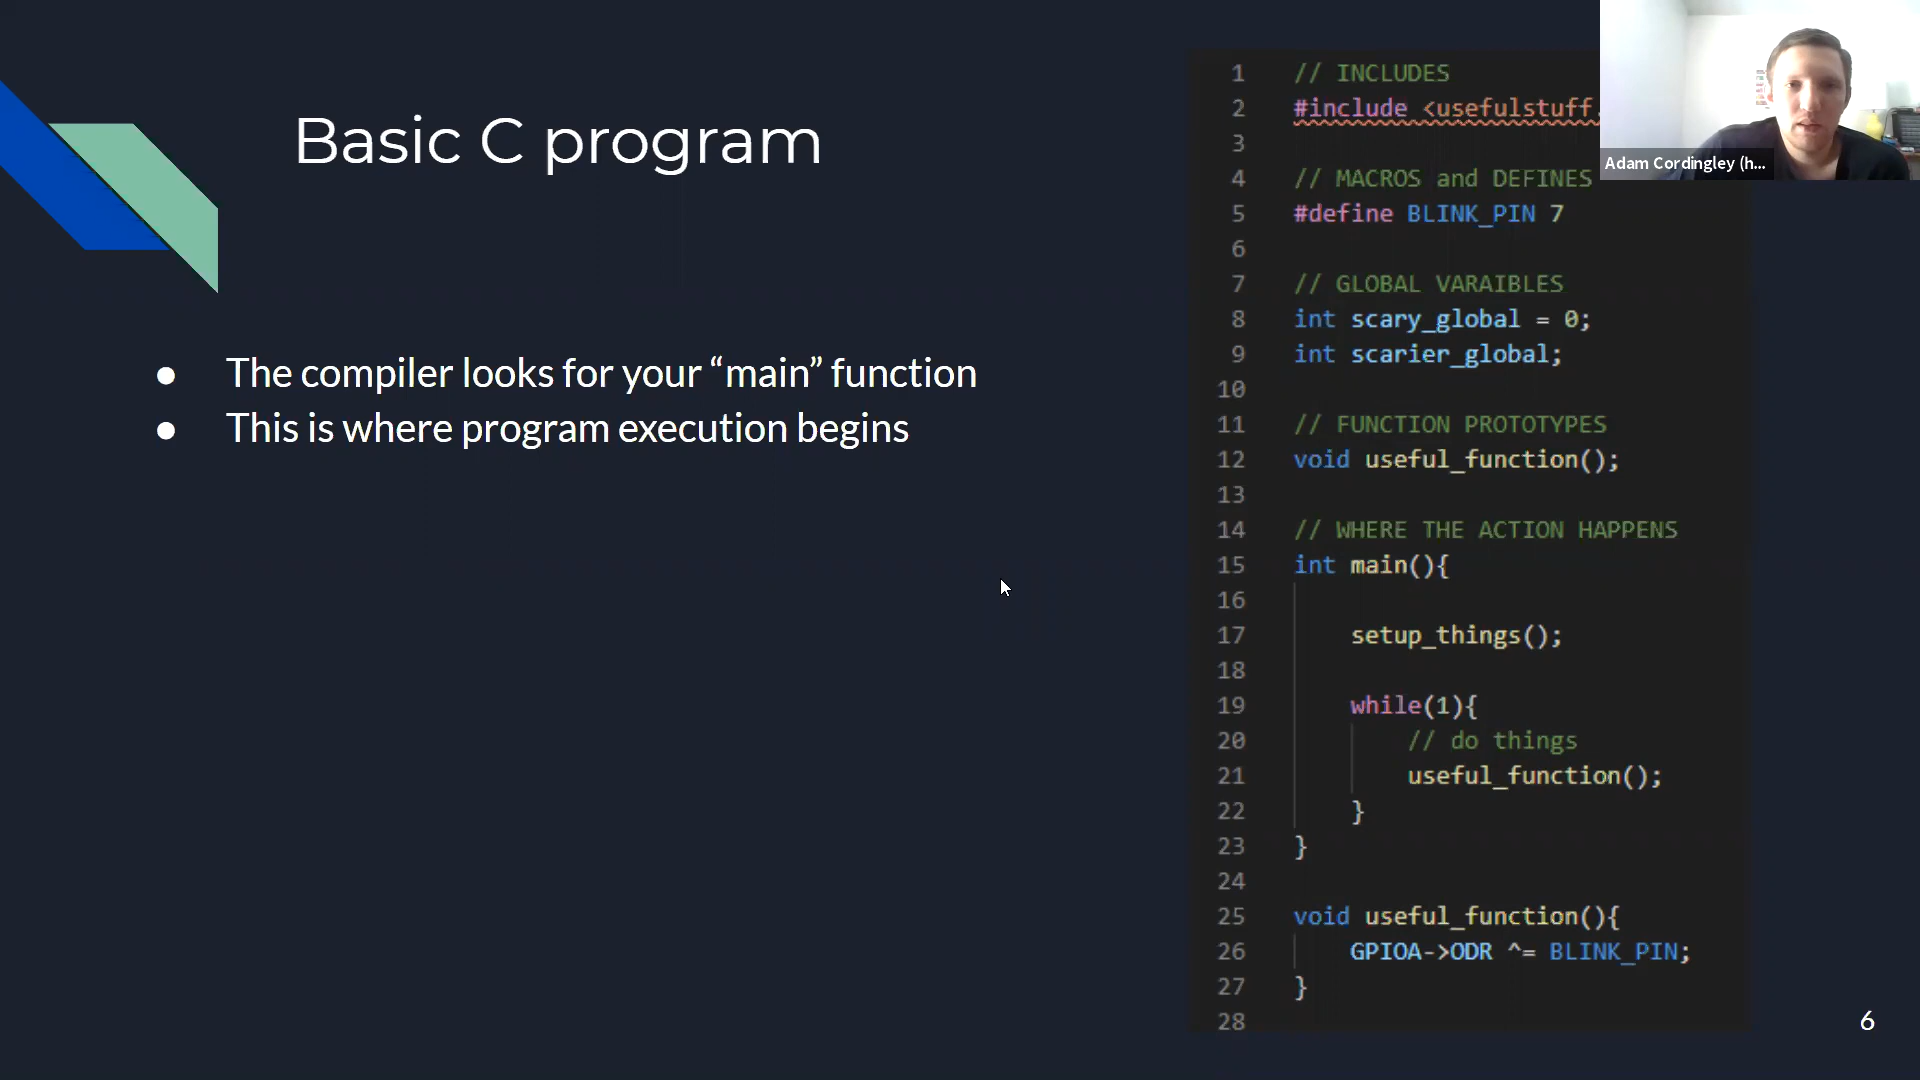 Basic C program
● The compiler looks for your “main” function
● This is where program execution begins
1 // INCLUDES
2 #include <usefulstuff.
3
4 // MACROS and DEFINES
5 #define BLINK_PIN 7
6
7 // GLOBAL VARAIBLES
8 int scary_global = 0;
9 int scarier_global;
10
11 // FUNCTION PROTOTYPES
12 void useful_function();
13
14 // WHERE THE ACTION HAPPENS
15 int main(){
16
17 setup_things();
18
19 while(1){
20 // do things
21 useful_function();
22 }
23 }
24
25 void useful_function(){
26 GPIOA->ODR ^= BLINK_PIN;
27 }
28
Adam Cordingley (h...
6